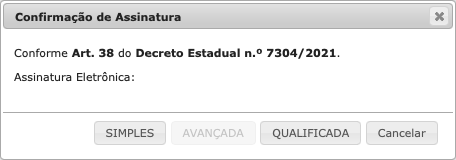 Confirmação de Assinatura
Conforme Art. 38 do Decreto Estadual n.º 7304/2021.
Assinatura Eletrônica:
SIMPLES AVANÇADA QUALIFICADA Cancelar